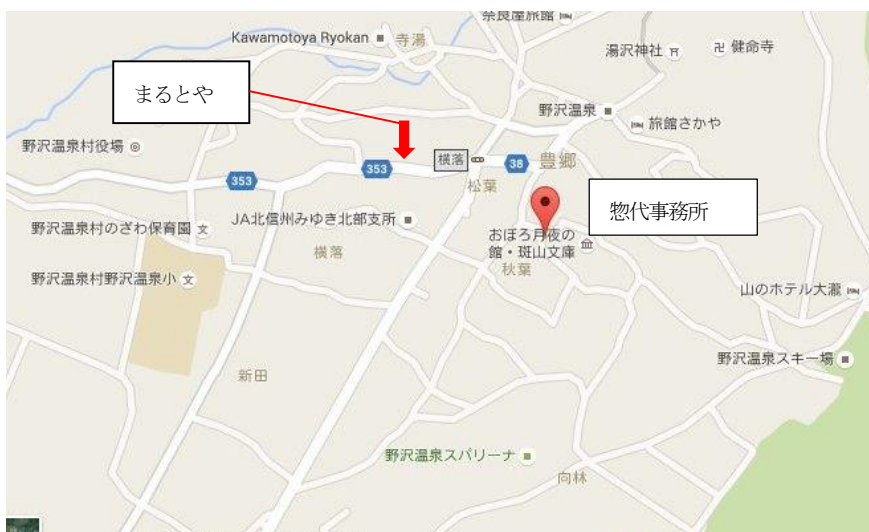 奈良屋旅館
Kawamotoya Ryokan
寺湯
湯沢神社
健命寺
まるとや
野沢温泉
旅館さかや
野沢温泉村役場
横落
38
豊郷
353
353
松葉
惣代事務所
野沢温泉村のざわ保育園
文
JA北信州みゆき北部支所
おぼろ月夜の
館・斑山文庫
横落
秋葉
野沢温泉村野沢温泉小
文
山のホテル大瀧
野沢温泉スキー場
新田
野沢温泉スパリーナ
向林